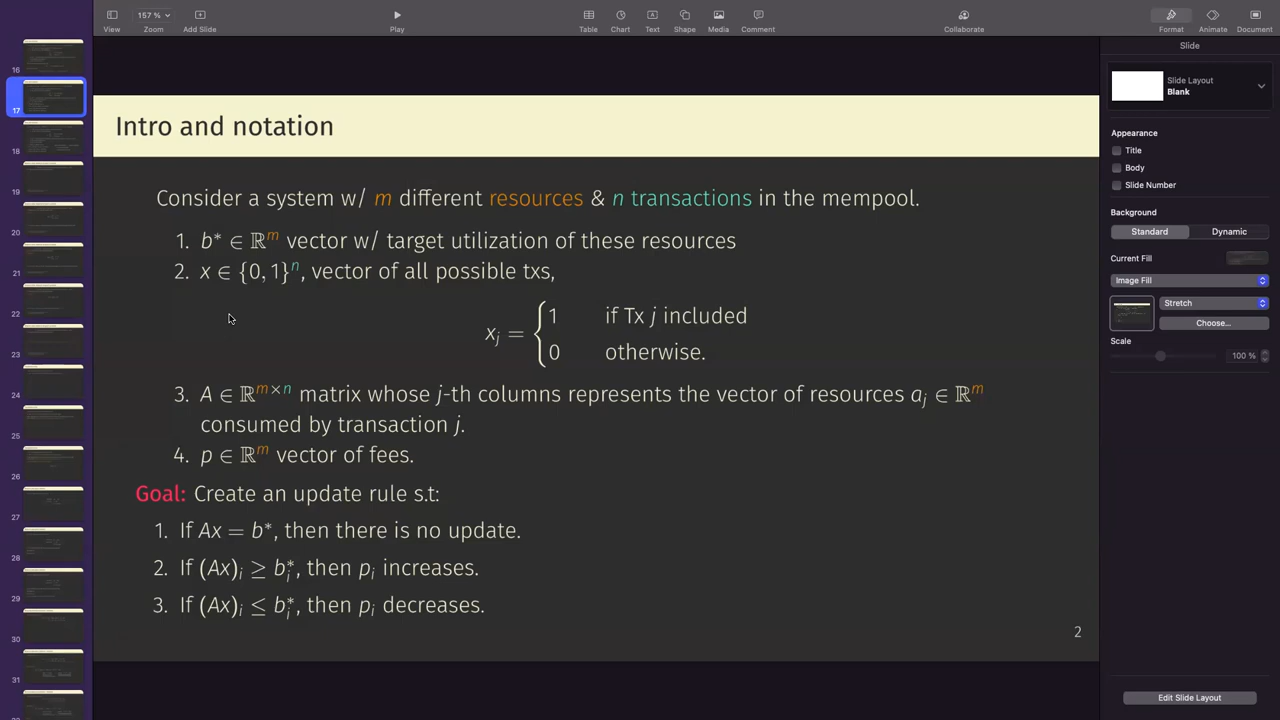 View
157 %
Zoom
Add Slide
Play
Table
Chart
Text
Shape
Media
Comment
Collaborate
Format
Animate
Document
16
17
18
19
20
21
22
23
24
25
26
27
28
29
30
31
Intro and notation
Consider a system w/ m different resources & n transactions in the mempool.
1. b* ∈ ℝ^m vector w/ target utilization of these resources
2. x ∈ {0, 1}^n, vector of all possible txs,
x_j = { 1 if Tx j included
0 otherwise.
3. A ∈ ℝ^{m×n} matrix whose j-th columns represents the vector of resources a_j ∈ ℝ^m
consumed by transaction j.
4. p ∈ ℝ^m vector of fees.
Goal: Create an update rule s.t:
1. If Ax = b*, then there is no update.
2. If (Ax)_i ≥ b*_i, then p_i increases.
3. If (Ax)_i ≤ b*_i, then p_i decreases.
2
Slide
Slide Layout
Blank
Appearance
Title
Body
Slide Number
Background
Standard
Dynamic
Current Fill
Image Fill
Stretch
Choose...
Scale
100 %
Edit Slide Layout